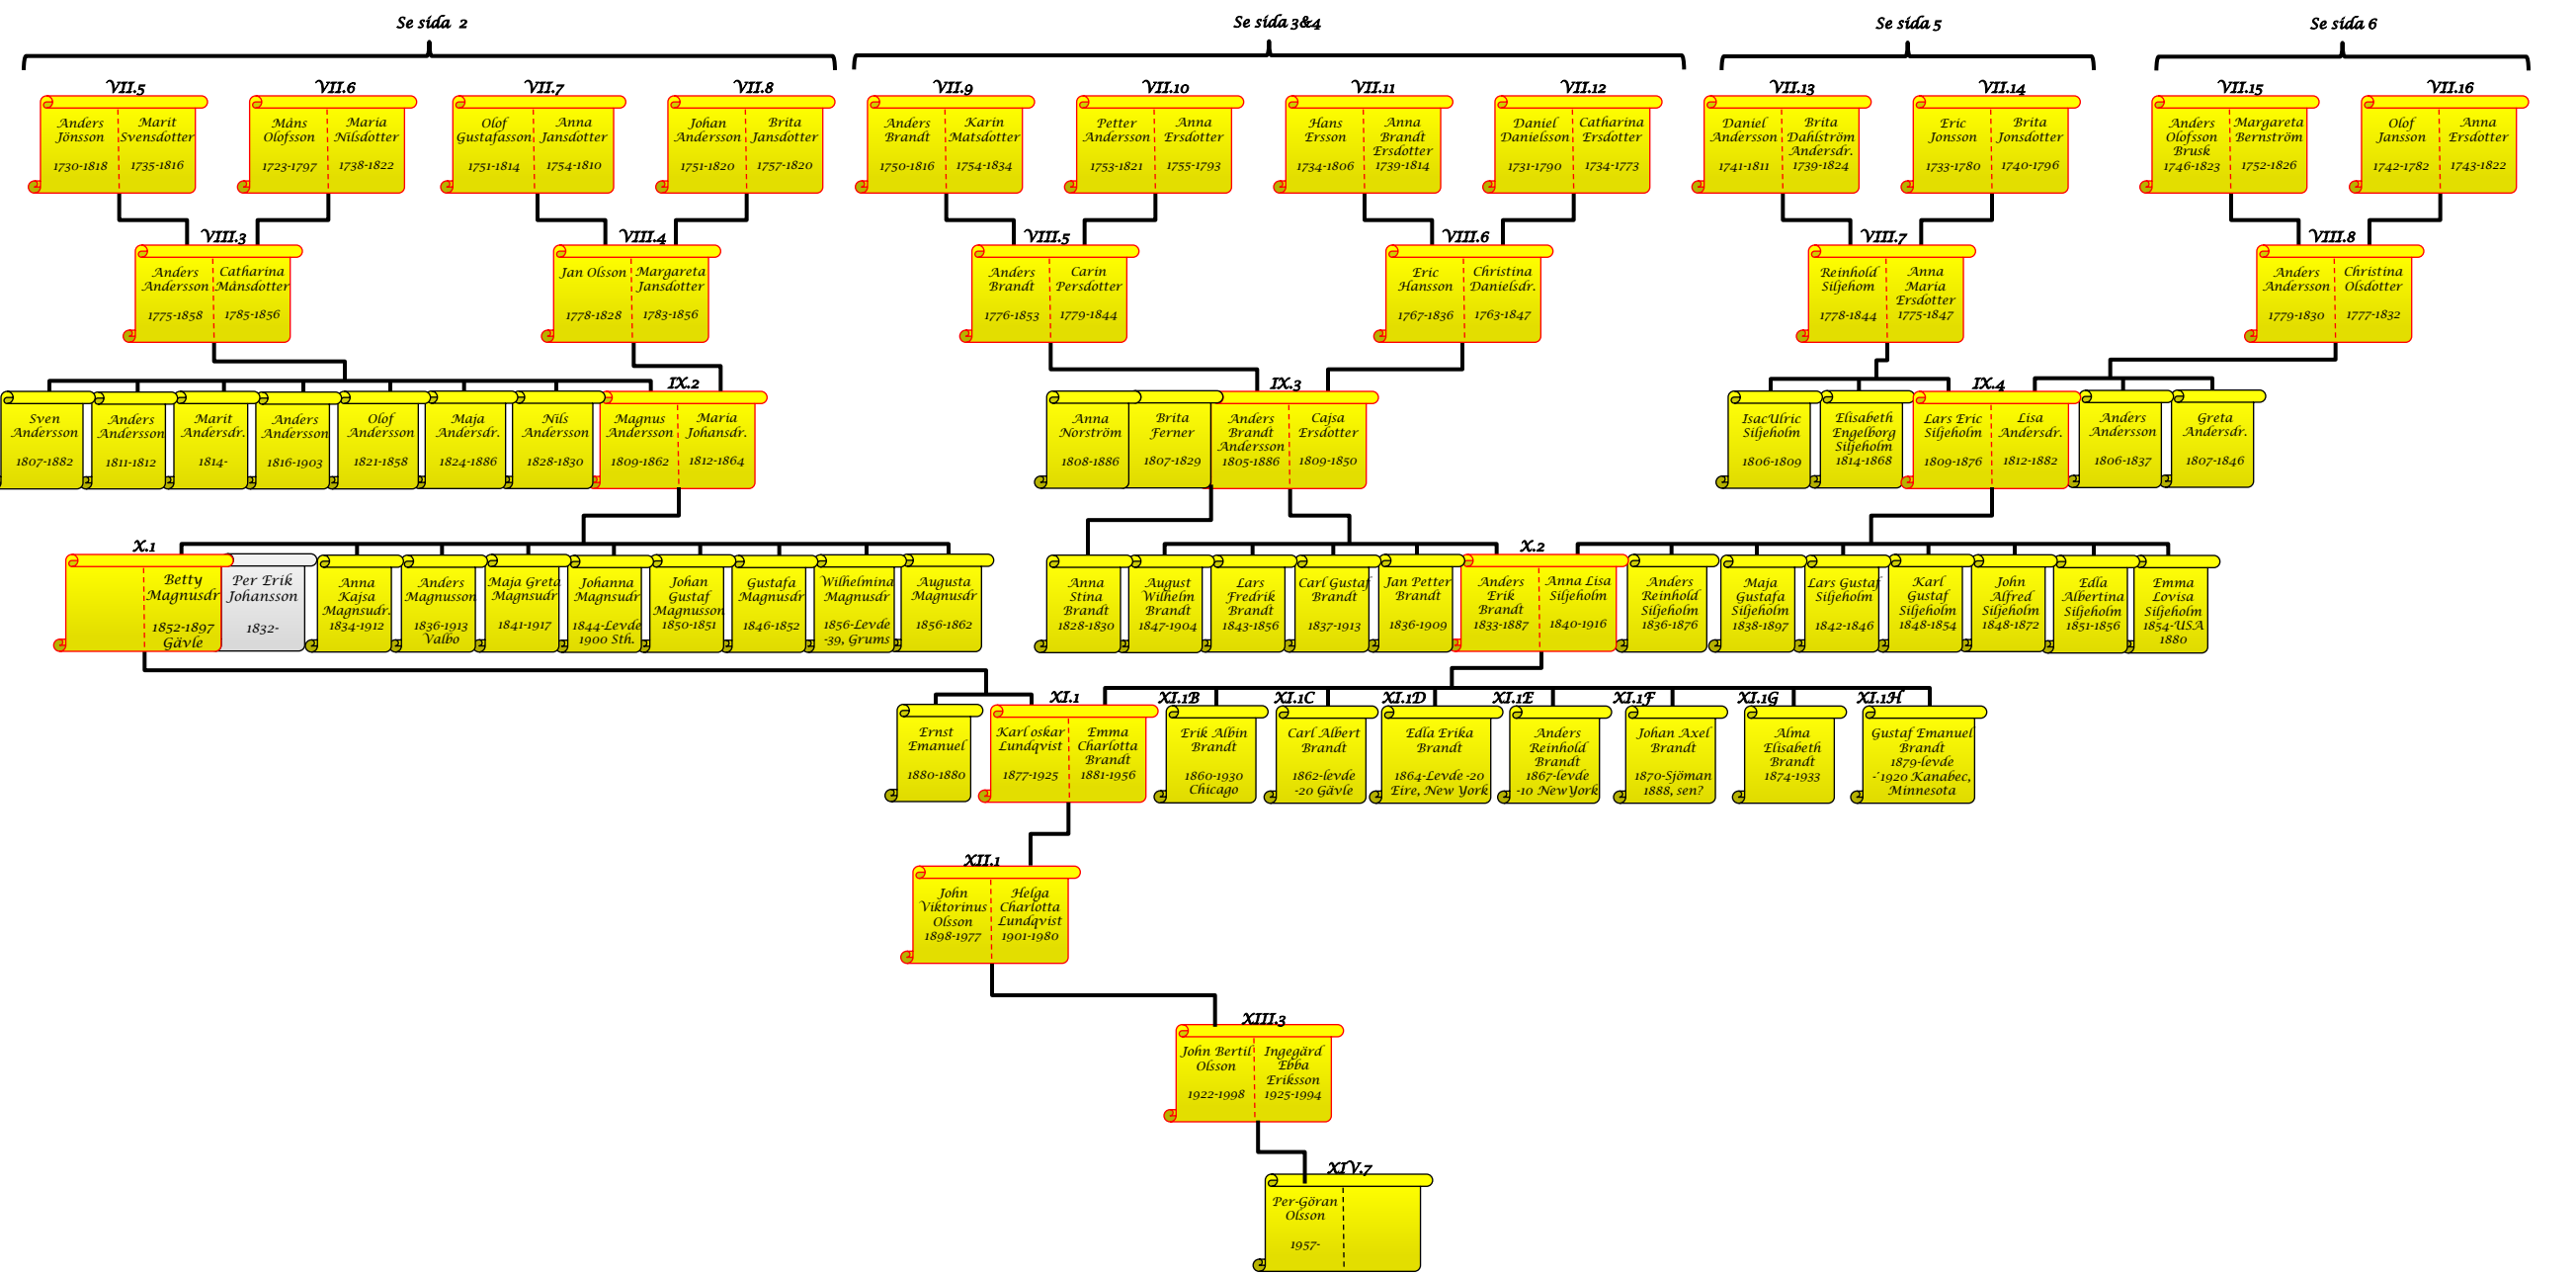 Se sida 2
Se sida 3&4
Se sida 5
Se sida 6
VII.5
Anders
Jönsson
1730-1818
Marit
Svensdotter
1735-1816
VII.6
Måns
Olofsson
1723-1797
Maria
Nilsdotter
1738-1822
VII.7
Olof
Gustafasson
1751-1814
Anna
Jansdotter
1754-1810
VII.8
Johan
Andersson
1751-1820
Brita
Jansdotter
1757-1820
VII.9
Anders
Brandt
1750-1816
Karin
Matsdotter
1754-1834
VII.10
Petter
Andersson
1753-1821
Anna
Ersdotter
1755-1793
VII.11
Hans
Ersson
1734-1806
Anna
Brandt
Ersdotter
1739-1814
VII.12
Daniel
Danielsson
1731-1790
Catharina
Ersdotter
1734-1773
VII.13
Daniel
Andersson
1741-1811
Brita
Dahlström
Andersdr.
1739-1824
VII.14
Eric
Jonsson
1733-1780
Brita
Jonsdotter
1740-1796
VII.15
Anders
Olofsson
Brusk
1746-1823
Margareta
Bernström
1752-1826
VII.16
Olof
Jansson
1742-1782
Anna
Ersdotter
1743-1822
VIII.3
Anders
Andersson
1775-1858
Catharina
Månsdotter
1785-1856
VIII.4
Jan Olsson
1778-1828
Margareta
Jansdotter
1783-1856
VIII.5
Anders
Brandt
1776-1853
Carin
Persdotter
1779-1844
VIII.6
Eric
Hansson
1767-1836
Christina
Danielsdr.
1763-1847
VIII.7
Reinhold
Siljehom
1778-1844
Anna
Maria
Ersdotter
1775-1847
VIII.8
Anders
Andersson
1779-1830
Christina
Olsdotter
1777-1832
Sven
Andersson
1807-1882
Anders
Andersson
1811-1812
Marit
Andersdr.
1814-
Anders
Andersson
1816-1903
Olof
Andersson
1821-1858
Maja
Andersdr.
1824-1886
Nils
Andersson
1828-1830
IX.2
Magnus
Andersson
1809-1862
Maria
Johansdr.
1812-1864
Anna
Norström
1808-1886
Brita
Ferner
1807-1829
IX.3
Anders
Brandt
Andersson
1805-1886
Cajsa
Ersdotter
1809-1850
IsacUlric
Siljeholm
1806-1809
Elisabeth
Engelborg
Siljeholm
1814-1868
IX.4
Lars Eric
Siljeholm
1809-1876
Lisa
Andersdr.
1812-1882
Anders
Andersson
1806-1837
Greta
Andersdr.
1807-1846
X.1
Betty
Magnusdr
1852-1897
Gävle
Per Erik
Johansson
1832-
Anna
Kajsa
Magnusdr.
1834-1912
Anders
Magnusson
1836-1913
Valbo
Maja Greta
Magnusdr
1841-1917
Johanna
Magnusdr
1844-Levde
1900 Sth.
Johan
Gustaf
Magnusson
1850-1851
Gustafa
Magnusdr
1846-1852
Wilhelmina
Magnusdr
1856-Levde
-39, Grums
Augusta
Magnusdr
1856-1862
Anna
Stina
Brandt
1828-1830
August
Wilhelm
Brandt
1847-1904
Lars
Fredrik
Brandt
1843-1856
Carl Gustaf
Brandt
1837-1913
Jan Petter
Brandt
1836-1909
X.2
Anders
Erik
Brandt
1833-1887
Anna Lisa
Siljeholm
1840-1916
Anders
Reinhold
Siljeholm
1836-1876
Maja
Gustafa
Siljeholm
1838-1897
Lars Gustaf
Siljeholm
1842-1846
Karl
Gustaf
Siljeholm
1848-1854
John
Alfred
Siljeholm
1848-1872
Edla
Albertina
Siljeholm
1851-1856
Emma
Lovisa
Siljeholm
1854-USA
1880
Ernst
Emanuel
1880-1880
XI.1
Karl oskar
Lundqvist
1877-1925
Emma
Charlotta
Brandt
1881-1956
XI.1B
Erik Albin
Brandt
1860-1930
Chicago
XI.1C
Carl Albert
Brandt
1862-levde
-20 Gävle
XI.1D
Edla Erika
Brandt
1864-Levde -20
Eire, New York
XI.1E
Anders
Reinhold
Brandt
1867-levde
-10 NewYork
XI.1F
Johan Axel
Brandt
1870-Sjöman
1888, sen?
XI.1G
Alma
Elisabeth
Brandt
1874-1933
XI.1H
Gustaf Emanuel
Brandt
1879-levde
-´1920 Kanabec,
Minnesota
XII.1
John
Viktorinus
Olsson
1898-1977
Helga
Charlotta
Lundqvist
1901-1980
XIII.3
John Bertil
Olsson
1922-1998
Ingegärd
Ebba
Eriksson
1925-1994
XIV.7
Per-Göran
Olsson
1957-